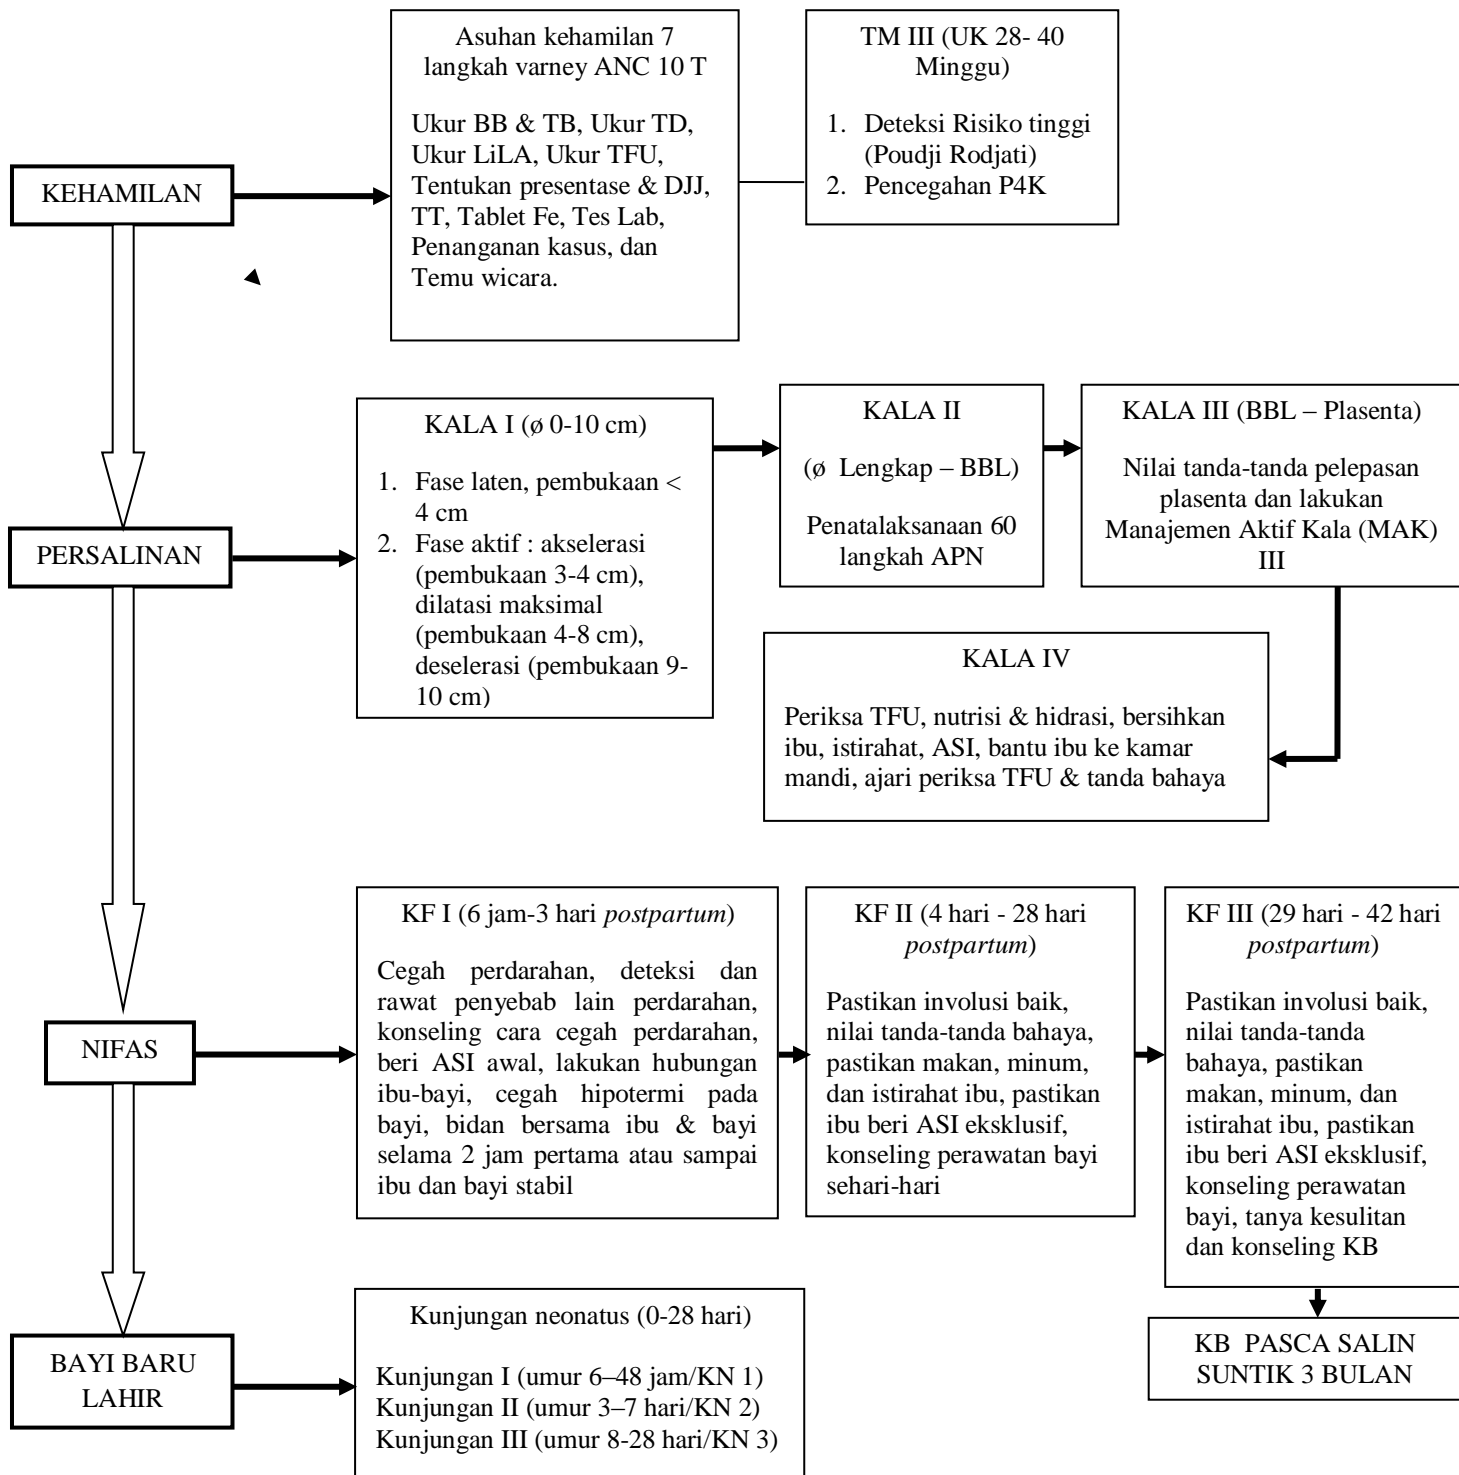 KEHAMILAN
Asuhan kehamilan 7
langkah varney ANC 10 T
Ukur BB & TB, Ukur TD,
Ukur LiLA, Ukur TFU,
Tentukan presentase & DJJ,
TT, Tablet Fe, Tes Lab,
Penanganan kasus, dan
Temu wicara.
TM III (UK 28- 40
Minggu)
1. Deteksi Risiko tinggi
(Poudji Rodjati)
2. Pencegahan P4K
PERSALINAN
KALA I (ø 0-10 cm)
1. Fase laten, pembukaan <
4 cm
2. Fase aktif : akselerasi
(pembukaan 3-4 cm),
dilatasi maksimal
(pembukaan 4-8 cm),
deselerasi (pembukaan 9-
10 cm)
KALA II
(ø Lengkap – BBL)
Penatalaksanaan 60
langkah APN
KALA III (BBL – Plasenta)
Nilai tanda-tanda pelepasan
plasenta dan lakukan
Manajemen Aktif Kala (MAK)
III
KALA IV
Periksa TFU, nutrisi & hidrasi, bersihkan
ibu, istirahat, ASI, bantu ibu ke kamar
mandi, ajari periksa TFU & tanda bahaya
NIFAS
KF I (6 jam-3 hari postpartum)
Cegah perdarahan, deteksi dan
rawat penyebab lain perdarahan,
konseling cara cegah perdarahan,
beri ASI awal, lakukan hubungan
ibu-bayi, cegah hipotermi pada
bayi, bidan bersama ibu & bayi
selama 2 jam pertama atau sampai
ibu dan bayi stabil
KF II (4 hari - 28 hari
postpartum)
Pastikan involusi baik,
nilai tanda-tanda bahaya,
pastikan makan, minum,
dan istirahat ibu, pastikan
ibu beri ASI eksklusif,
konseling perawatan bayi
sehari-hari
KF III (29 hari - 42 hari
postpartum)
Pastikan involusi baik,
nilai tanda-tanda
bahaya, pastikan
makan, minum, dan
istirahat ibu, pastikan
ibu beri ASI eksklusif,
konseling perawatan
bayi, tanya kesulitan
dan konseling KB
KB PASCA SALIN
SUNTIK 3 BULAN
BAYI BARU
LAHIR
Kunjungan neonatus (0-28 hari)
Kunjungan I (umur 6–48 jam/KN 1)
Kunjungan II (umur 3–7 hari/KN 2)
Kunjungan III (umur 8-28 hari/KN 3)